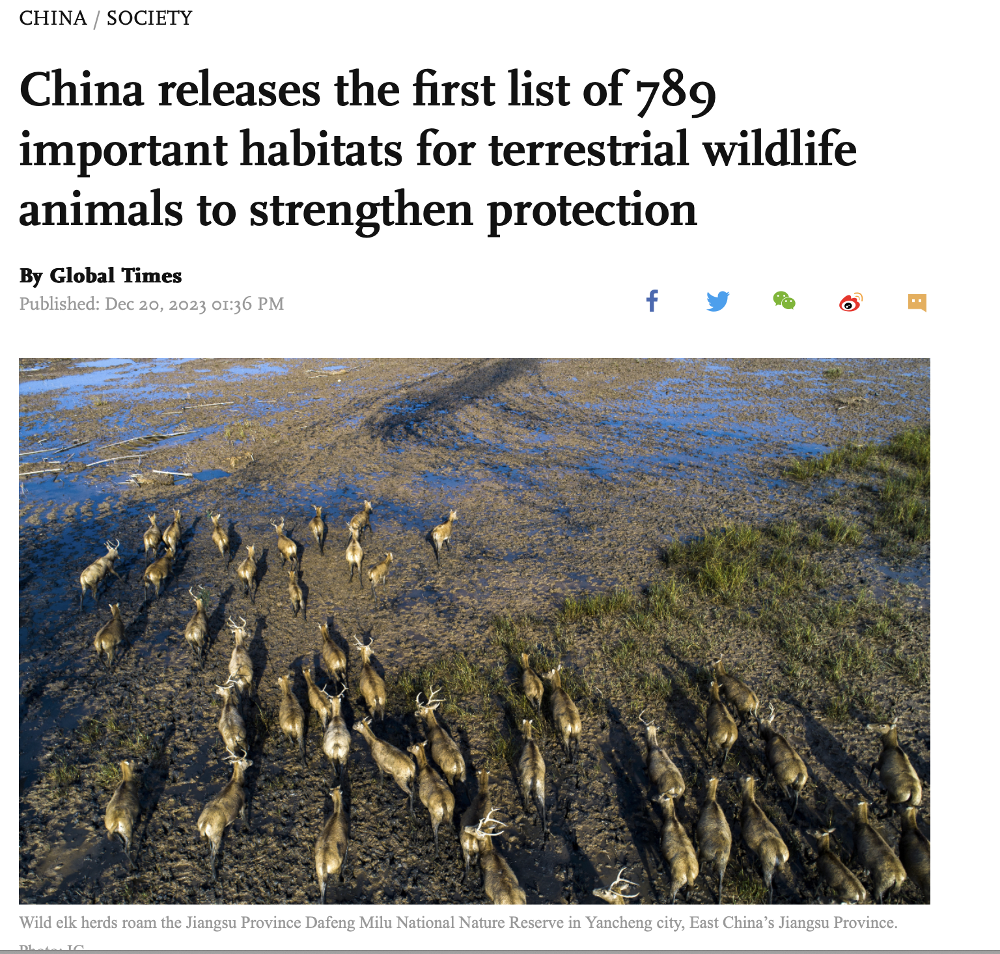 CHINA / SOCIETY
China releases the first list of 789
important habitats for terrestrial wildlife
animals to strengthen protection
By Global Times
Published: Dec 20, 2023 01:36 PM
Wild elk herds roam the Jiangsu Province Dafeng Milu National Nature Reserve in Yancheng city, East China’s Jiangsu Province.
Photo: IC